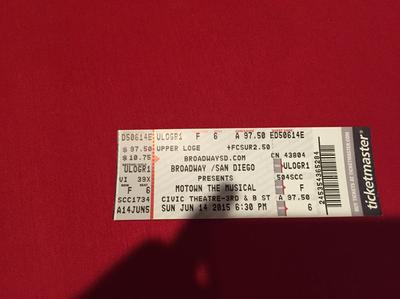 D50614E ULOGR1 F 6 A 97.50 ED50614E
$ 97.50 UPPER LOGE +FCSUR2.50
$ 10.75 BROADWAYSD.COM CN 43804
ULOGR1 BROADWAY /SAN DIEGO ULOGR1
VI 39X PRESENTS 504SCC
F 6 MOTOWN THE MUSICAL F
SCC1734 CIVIC THEATRE-3RD & B ST A 97.50
A14JUN5 SUN JUN 14 2015 6:30 PM 6
245354365284
ticketmaster